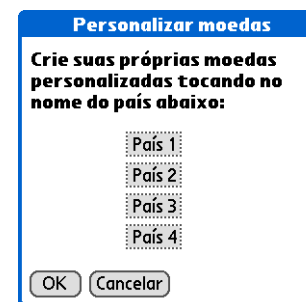 Personalizar moedas
Crie suas próprias moedas
personalizadas tocando no
nome do país abaixo:
País 1
País 2
País 3
País 4
OK Cancelar